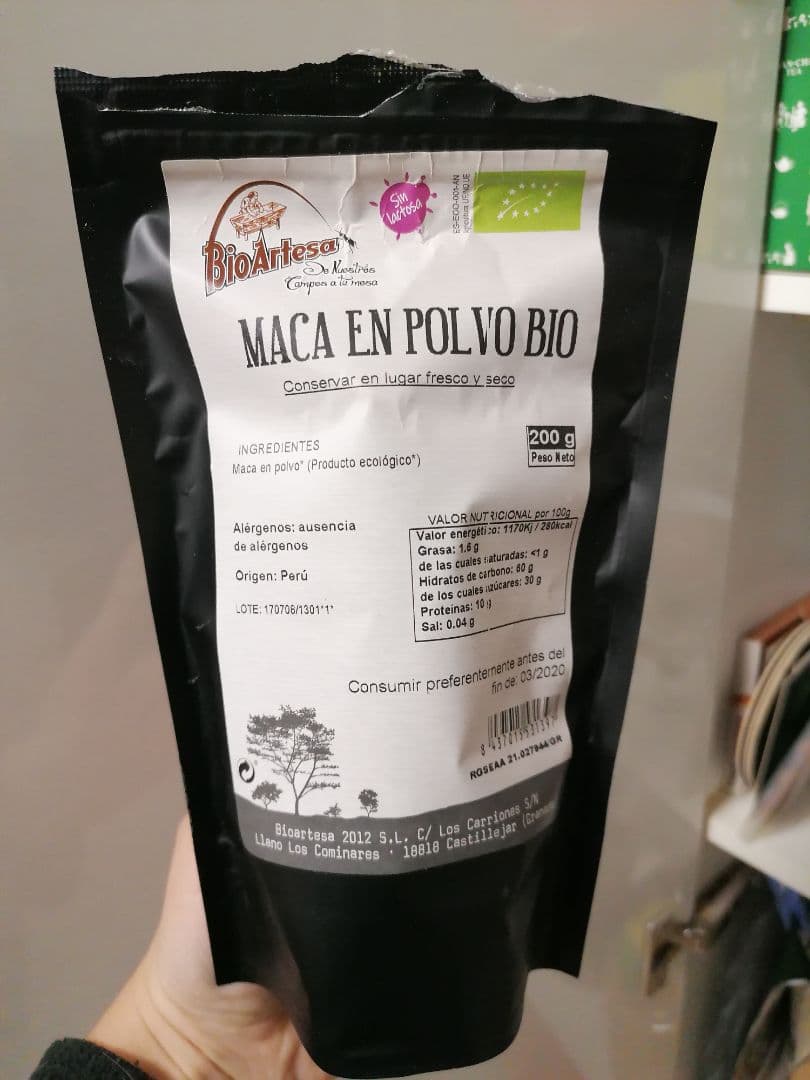 BioArtesa
De Nuestros
Campos a tu mesa
Sin
lactosa
ES-ECO-001-AN
MACA EN POLVO BIO
Conservar en lugar fresco y seco
200 g
Peso Neto
INGREDIENTES
Maca en polvo* (Producto ecológico*)
Alérgenos: ausencia
de alérgenos
Origen: Perú
LOTE: 170706/1301*1*
VALOR NUTRICIONAL por 100g
Valor energético: 1170Kj / 280kcal
Grasa: 1.6 g
de las cuales saturadas: <1 g
Hidratos de carbono: 60 g
de los cuales azúcares: 30 g
Proteínas: 10 g
Sal: 0.04 g
Consumir preferentemente antes del
fin de: 03/2020
RGSEAA 21.027944/GR
Bioartesa 2012 S.L. C/ Los Carriones S/N
Llano Los Cominares · 18818 Castillejar
TEA